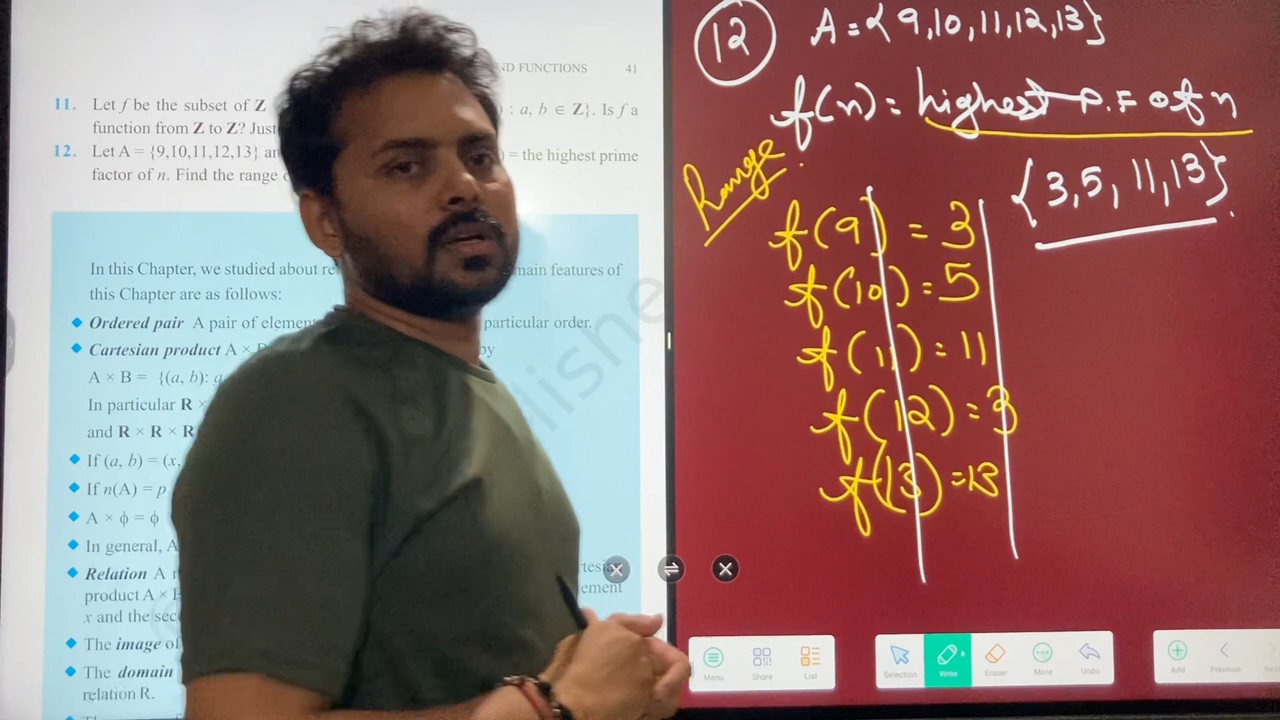 ND FUNCTIONS 41
11. Let f be the subset of Z : a, b ∈ Z}. Is f a
function from Z to Z? Just
12. Let A = {9,10,11,12,13} an ) = the highest prime
factor of n. Find the range
In this Chapter, we studied about re main features of
this Chapter are as follows:
◆ Ordered pair A pair of element particular order.
◆ Cartesian product A × B by
A × B = {(a, b): a
In particular R ×
and R × R × R
◆ If (a, b) = (x,
◆ If n(A) = p
◆ A × ϕ = ϕ
◆ In general, A
◆ Relation A r rtesian
product A × B element
x and the sec
◆ The image of
◆ The domain
relation R.
lishe
12 A = {9,10,11,12,13}
f(n) = highest P.F of n
Range {3,5, 11,13}
f(9) = 3
f(10) = 5
f(11) = 11
f(12) = 3
f(13) = 13
Menu Share List Selection Write Eraser More Undo Add Previous